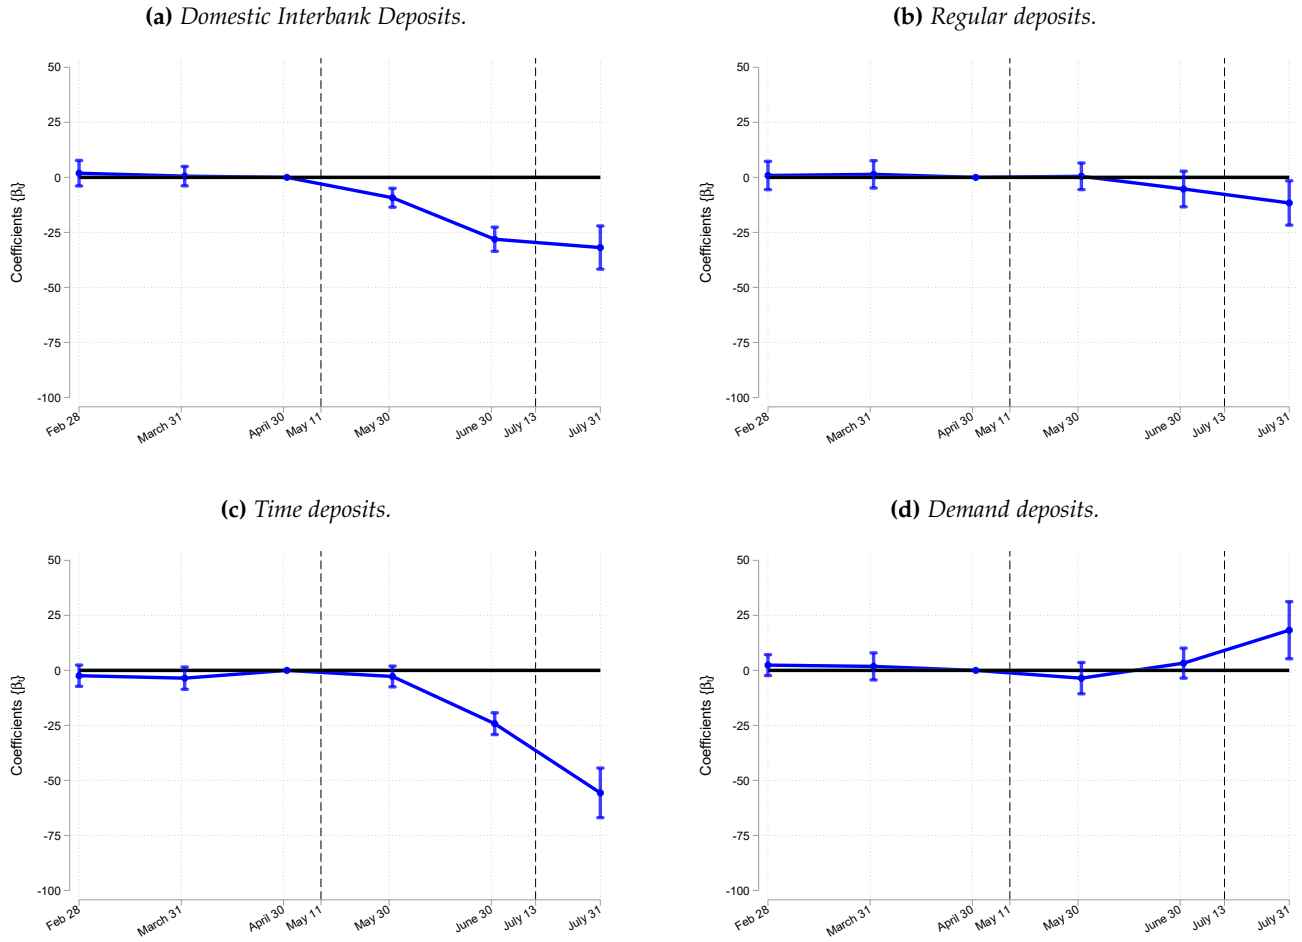 (a) Domestic Interbank Deposits.
50
25
0
-25
-50
-75
-100
Coefficients {βₜ}
Feb 28
March 31
April 30
May 11
May 30
June 30
July 13
July 31
(b) Regular deposits.
50
25
0
-25
-50
-75
-100
Coefficients {βₜ}
Feb 28
March 31
April 30
May 11
May 30
June 30
July 13
July 31
(c) Time deposits.
50
25
0
-25
-50
-75
-100
Coefficients {βₜ}
Feb 28
March 31
April 30
May 11
May 30
June 30
July 13
July 31
(d) Demand deposits.
50
25
0
-25
-50
-75
-100
Coefficients {βₜ}
Feb 28
March 31
April 30
May 11
May 30
June 30
July 13
July 31